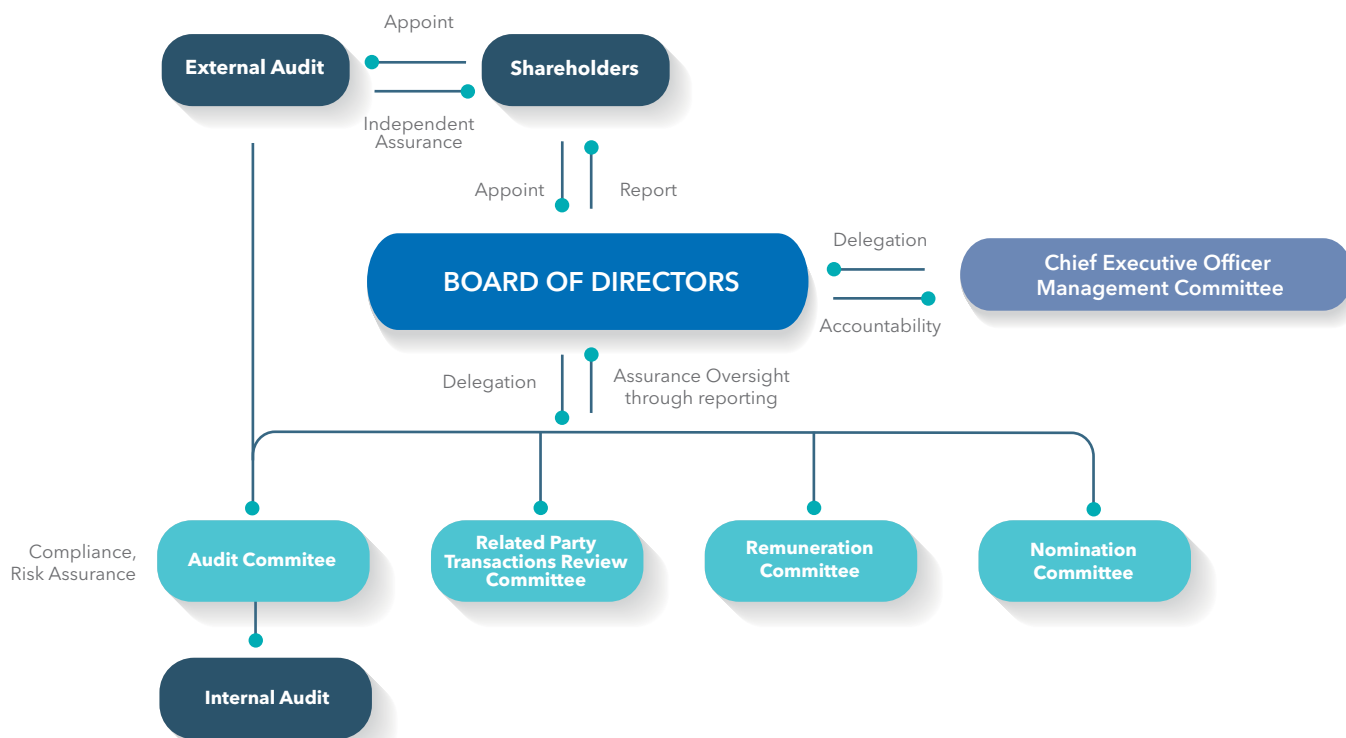 Appoint
External Audit
Shareholders
Independent
Assurance
Appoint
Report
BOARD OF DIRECTORS
Delegation
Accountability
Chief Executive Officer
Management Committee
Delegation
Assurance Oversight
through reporting
Compliance,
Risk Assurance
Audit Commitee
Related Party
Transactions Review
Committee
Remuneration
Committee
Nomination
Committee
Internal Audit